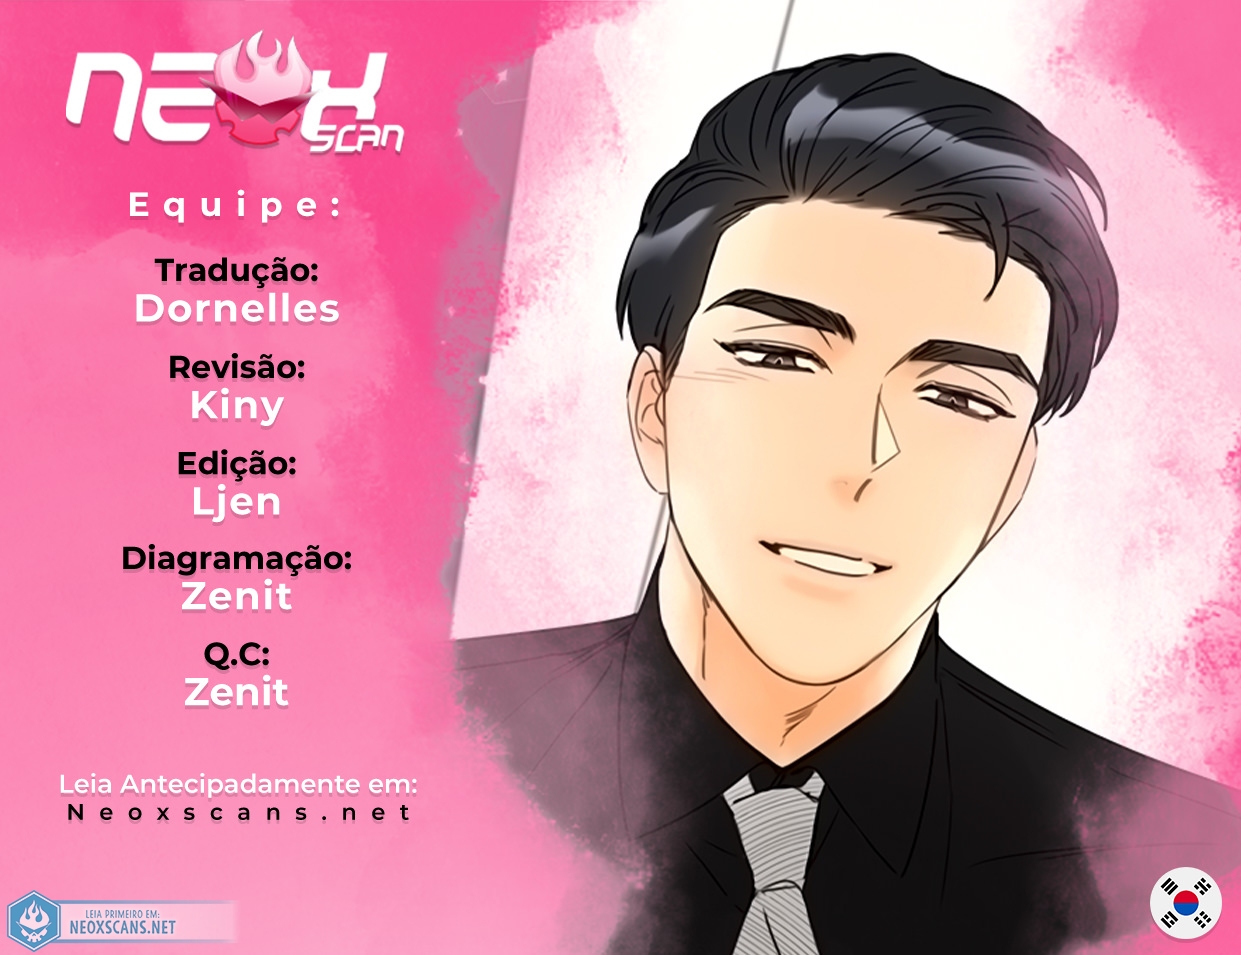 NEOX
SCAN
Equipe:
Tradução:
Dornelles
Revisão:
Kiny
Edição:
Ljen
Diagramação:
Zenit
Q.C:
Zenit
Leia Antecipadamente em:
Neoxscans.net
LEIA PRIMEIRO EM:
NEOXSCANS.NET